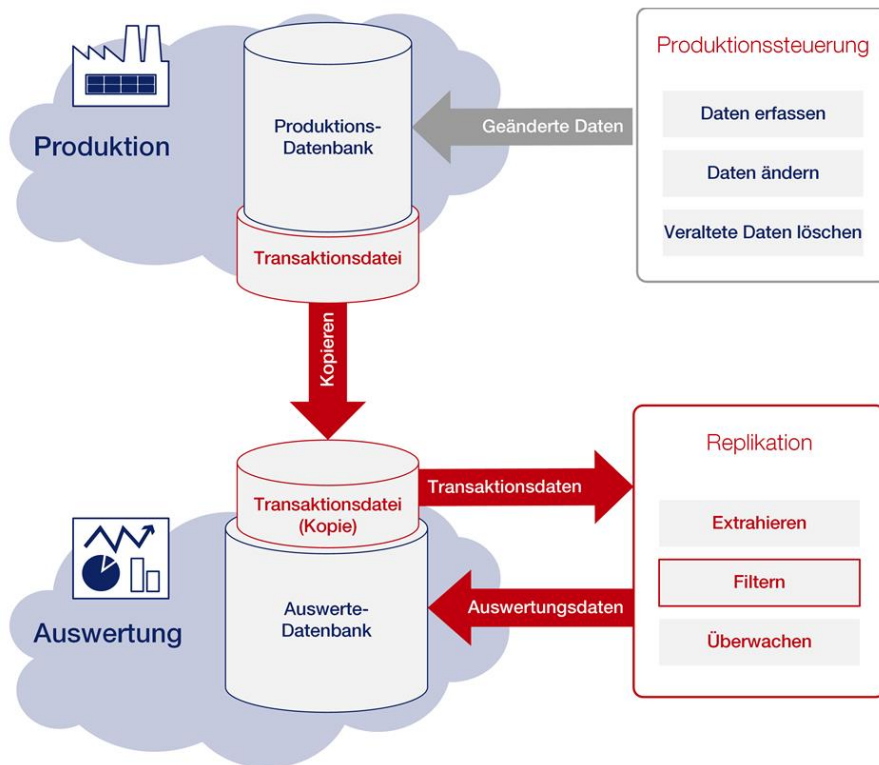 Produktion
Produktions-
Datenbank
Transaktionsdatei
Geänderte Daten
Produktionssteuerung
Daten erfassen
Daten ändern
Veraltete Daten löschen
Kopieren
Transaktionsdatei
(Kopie)
Transaktionsdaten
Replikation
Extrahieren
Filtern
Überwachen
Auswertungsdaten
Auswerte-
Datenbank
Auswertung